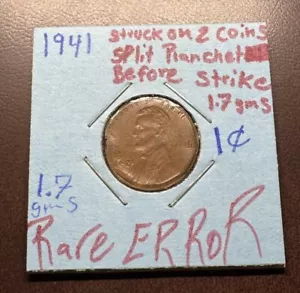 1941
struck on 2 coins
split Planchet
Before Strike
1.7 gms
1¢
1.7
gms
Rare ERROR